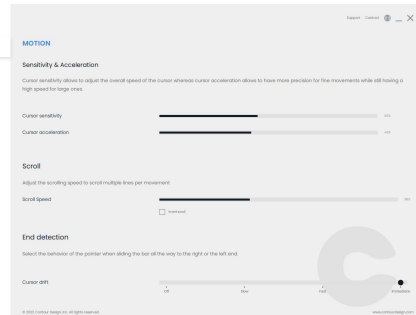 Support Contact
MOTION
Sensitivity & Acceleration
Cursor sensitivity allows to adjust the overall speed of the cursor whereas cursor acceleration allows to have more precision for fine movements while still having a
high speed for large ones.
Cursor sensitivity
Cursor acceleration
Scroll
Adjust the scrolling speed to scroll multiple lines per movement
Scroll Speed
End detection
Select the behavior of the pointer when sliding the bar all the way to the right or the left end.
Cursor drift
Off Slow Fast Immediate
© 2022 Contour Design, Inc. All rights reserved. www.contourdesign.com